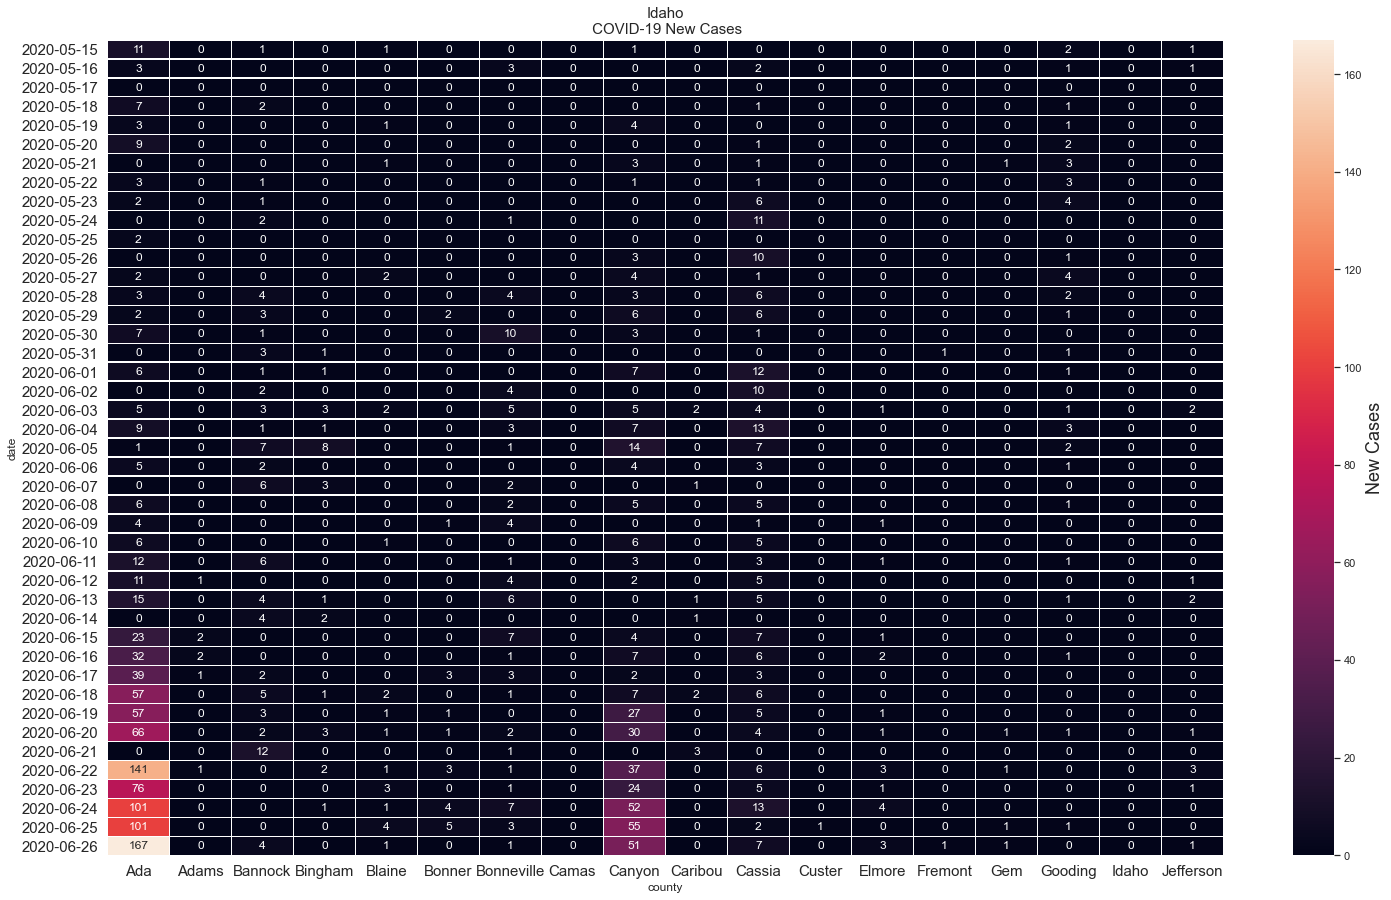 Idaho
COVID-19 New Cases
2020-05-15 11 0 1 0 1 0 0 0 1 0 0 0 0 0 0 2 0 1
2020-05-16 3 0 0 0 0 0 3 0 0 0 2 0 0 0 0 1 0 1
2020-05-17 0 0 0 0 0 0 0 0 0 0 0 0 0 0 0 0 0 0
2020-05-18 7 0 2 0 0 0 0 0 0 0 1 0 0 0 0 1 0 0
2020-05-19 3 0 0 0 1 0 0 0 4 0 0 0 0 0 0 1 0 0
2020-05-20 9 0 0 0 0 0 0 0 0 0 1 0 0 0 0 2 0 0
2020-05-21 0 0 0 0 1 0 0 0 3 0 1 0 0 0 1 3 0 0
2020-05-22 3 0 1 0 0 0 0 0 1 0 1 0 0 0 0 3 0 0
2020-05-23 2 0 1 0 0 0 0 0 0 0 6 0 0 0 0 4 0 0
2020-05-24 0 0 2 0 0 0 1 0 0 0 11 0 0 0 0 0 0 0
2020-05-25 2 0 0 0 0 0 0 0 0 0 0 0 0 0 0 0 0 0
2020-05-26 0 0 0 0 0 0 0 0 3 0 10 0 0 0 0 1 0 0
2020-05-27 2 0 0 0 2 0 0 0 4 0 1 0 0 0 0 4 0 0
2020-05-28 3 0 4 0 0 0 4 0 3 0 6 0 0 0 0 2 0 0
2020-05-29 2 0 3 0 0 2 0 0 6 0 6 0 0 0 0 1 0 0
2020-05-30 7 0 1 0 0 0 10 0 3 0 1 0 0 0 0 0 0 0
2020-05-31 0 0 3 1 0 0 0 0 0 0 0 0 0 1 0 1 0 0
2020-06-01 6 0 1 1 0 0 0 0 7 0 12 0 0 0 0 1 0 0
2020-06-02 0 0 2 0 0 0 4 0 0 0 10 0 0 0 0 0 0 0
2020-06-03 5 0 3 3 2 0 5 0 5 2 4 0 1 0 0 1 0 2
2020-06-04 9 0 1 1 0 0 3 0 7 0 13 0 0 0 0 3 0 0
2020-06-05 1 0 7 8 0 0 1 0 14 0 7 0 0 0 0 2 0 0
2020-06-06 5 0 2 0 0 0 0 0 4 0 3 0 0 0 0 1 0 0
2020-06-07 0 0 6 3 0 0 2 0 0 1 0 0 0 0 0 0 0 0
2020-06-08 6 0 0 0 0 0 2 0 5 0 5 0 0 0 0 1 0 0
2020-06-09 4 0 0 0 0 1 4 0 0 0 1 0 1 0 0 0 0 0
2020-06-10 6 0 0 0 1 0 0 0 6 0 5 0 0 0 0 0 0 0
2020-06-11 12 0 6 0 0 0 1 0 3 0 3 0 1 0 0 1 0 0
2020-06-12 11 1 0 0 0 0 4 0 2 0 5 0 0 0 0 0 0 1
2020-06-13 15 0 4 1 0 0 6 0 0 1 5 0 0 0 0 1 0 2
2020-06-14 0 0 4 2 0 0 0 0 0 1 0 0 0 0 0 0 0 0
2020-06-15 23 2 0 0 0 0 7 0 4 0 7 0 1 0 0 0 0 0
2020-06-16 32 2 0 0 0 0 1 0 7 0 6 0 2 0 0 1 0 0
2020-06-17 39 1 2 0 0 3 3 0 2 0 3 0 0 0 0 0 0 0
2020-06-18 57 0 5 1 2 0 1 0 7 2 6 0 0 0 0 0 0 0
2020-06-19 57 0 3 0 1 1 0 0 27 0 5 0 1 0 0 0 0 0
2020-06-20 66 0 2 3 1 1 2 0 30 0 4 0 1 0 1 1 0 1
2020-06-21 0 0 12 0 0 0 1 0 0 3 0 0 0 0 0 0 0 0
2020-06-22 141 1 0 2 1 3 1 0 37 0 6 0 3 0 1 0 0 3
2020-06-23 76 0 0 0 3 0 1 0 24 0 5 0 1 0 0 0 0 1
2020-06-24 101 0 0 1 1 4 7 0 52 0 13 0 4 0 0 0 0 0
2020-06-25 101 0 0 0 4 5 3 0 55 0 2 1 0 0 1 1 0 0
2020-06-26 167 0 4 0 1 0 1 0 51 0 7 0 3 1 1 0 0 1
Ada Adams Bannock Bingham Blaine Bonner Bonneville Camas Canyon Caribou Cassia Custer Elmore Fremont Gem Gooding Idaho Jefferson
county
date
160
140
120
100
80
60
40
20
0
New Cases